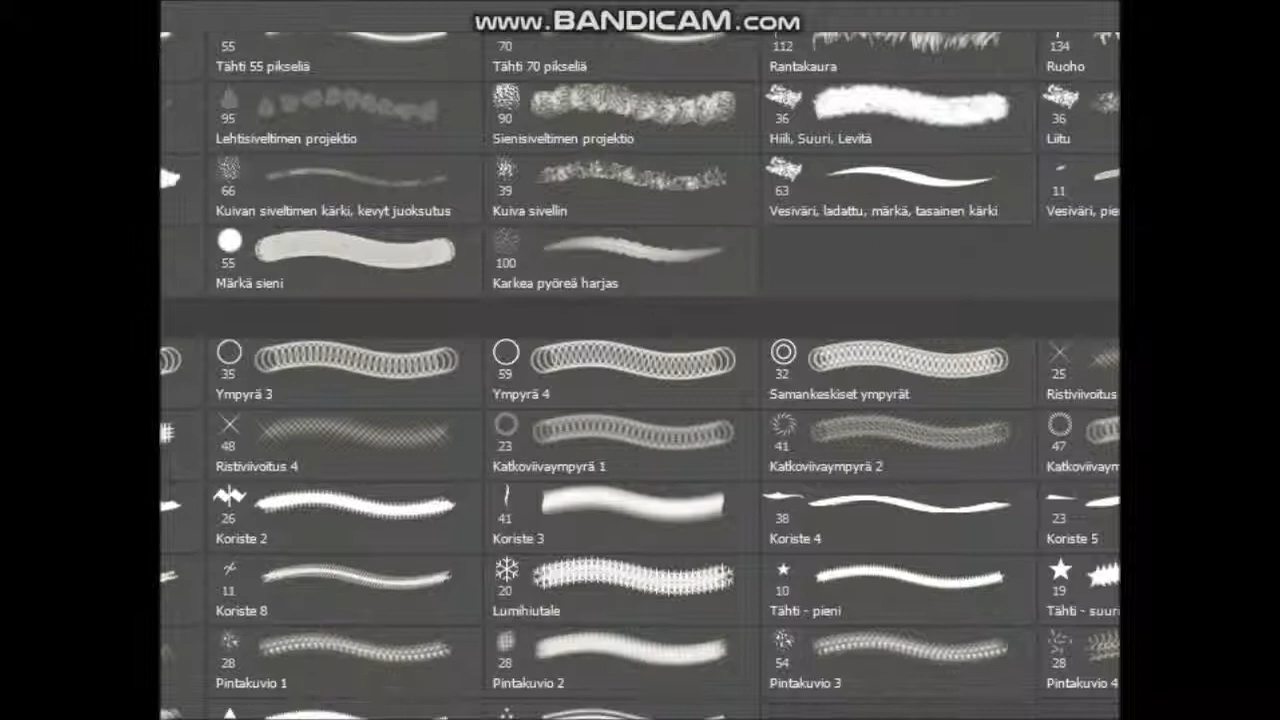 www.BANDICAM.com
55 70 112 134
Tähti 55 pikseliä Tähti 70 pikseliä Rantakaura Ruoho
95 90 36 36
Lehtisiveltimen projektio Sienisiveltimen projektio Hiili, Suuri, Levitä Liitu
66 39 63 11
Kuivan siveltimen kärki, kevyt juoksutus Kuiva sivellin Vesiväri, ladattu, märkä, tasainen kärki Vesiväri, pie
55 100
Märkä sieni Karkea pyöreä harjas
35 59 32 25
Ympyrä 3 Ympyrä 4 Samankeskiset ympyrät Ristiviivoitus
48 23 41 47
Ristiviivoitus 4 Katkoviivaympyrä 1 Katkoviivaympyrä 2 Katkoviivaym
26 41 38 23
Koriste 2 Koriste 3 Koriste 4 Koriste 5
11 20 10 19
Koriste 8 Lumihiutale Tähti - pieni Tähti - suuri
28 28 54 28
Pintakuvio 1 Pintakuvio 2 Pintakuvio 3 Pintakuvio 4